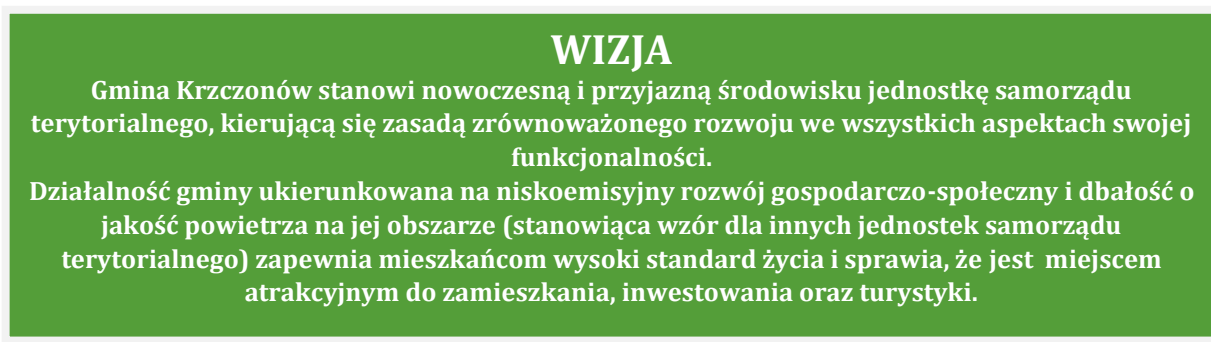 WIZJA
Gmina Krzczonów stanowi nowoczesną i przyjazną środowisku jednostkę samorządu
terytorialnego, kierującą się zasadą zrównoważonego rozwoju we wszystkich aspektach swojej
funkcjonalności.
Działalność gminy ukierunkowana na niskoemisyjny rozwój gospodarczo-społeczny i dbałość o
jakość powietrza na jej obszarze (stanowiąca wzór dla innych jednostek samorządu
terytorialnego) zapewnia mieszkańcom wysoki standard życia i sprawia, że jest miejscem
atrakcyjnym do zamieszkania, inwestowania oraz turystyki.